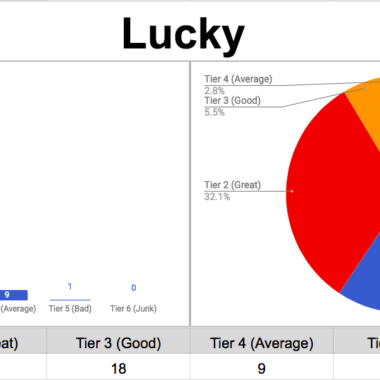 Lucky
Tier 4 (Average)
2.8%
Tier 3 (Good)
5.5%
Tier 2 (Great)
32.1%
9
1
0
(Average)
Tier 5 (Bad)
Tier 6 (Junk)
eat)
Tier 3 (Good)
Tier 4 (Average)
Ti
18
9